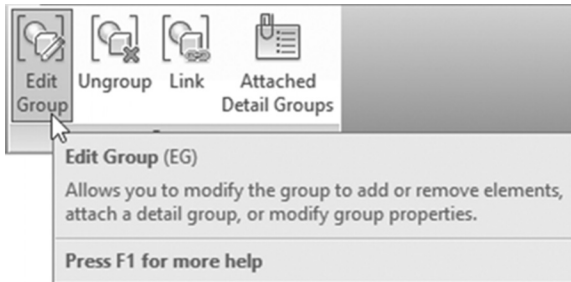 Edit Ungroup Link Attached
Group Detail Groups
Edit Group (EG)
Allows you to modify the group to add or remove elements,
attach a detail group, or modify group properties.
Press F1 for more help